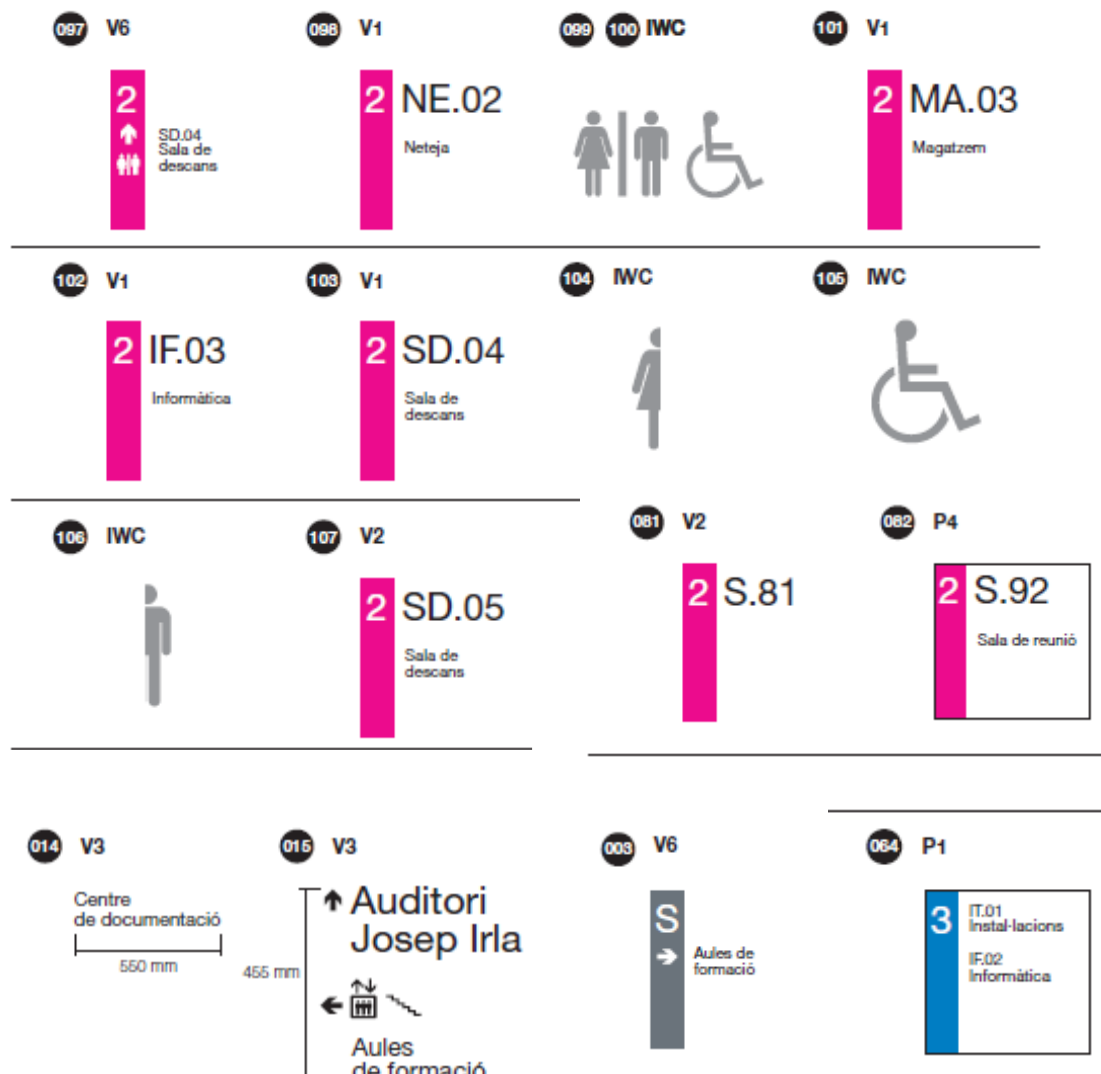 097 V6
098 V1
099 100 IWC
101 V1
2
SD.04
Sala de
descans
2 NE.02
Neteja
2 MA.03
Magatzem
102 V1
103 V1
104 IWC
105 IWC
2 IF.03
Informàtica
2 SD.04
Sala de
descans
106 IWC
107 V2
081 V2
082 P4
2 SD.05
Sala de
descans
2 S.81
2 S.92
Sala de reunió
014 V3
015 V3
003 V6
064 P1
Centre
de documentació
550 mm
455 mm
Auditori
Josep Irla
Aules
de formació
S
Aules de
formació
3
IT.01
Instal·lacions
IF.02
Informàtica